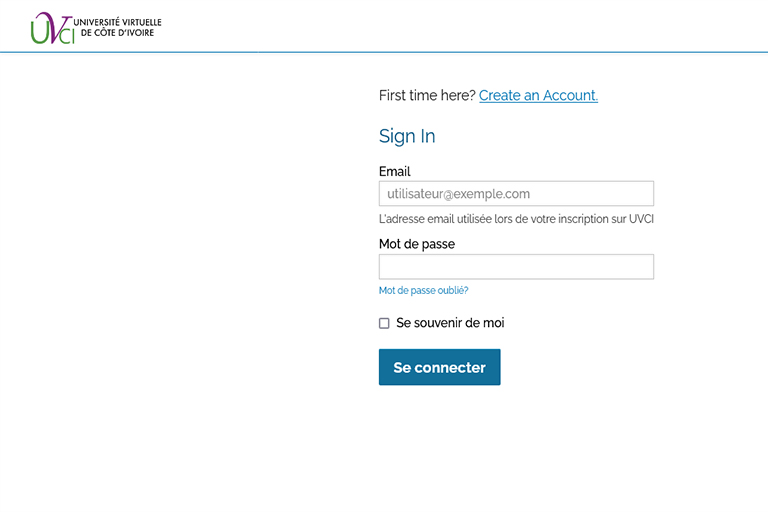 UVCI UNIVERSITÉ VIRTUELLE
DE CÔTE D'IVOIRE
First time here? Create an Account.
Sign In
Email
utilisateur@exemple.com
L'adresse email utilisée lors de votre inscription sur UVCI
Mot de passe
Mot de passe oublié?
Se souvenir de moi
Se connecter